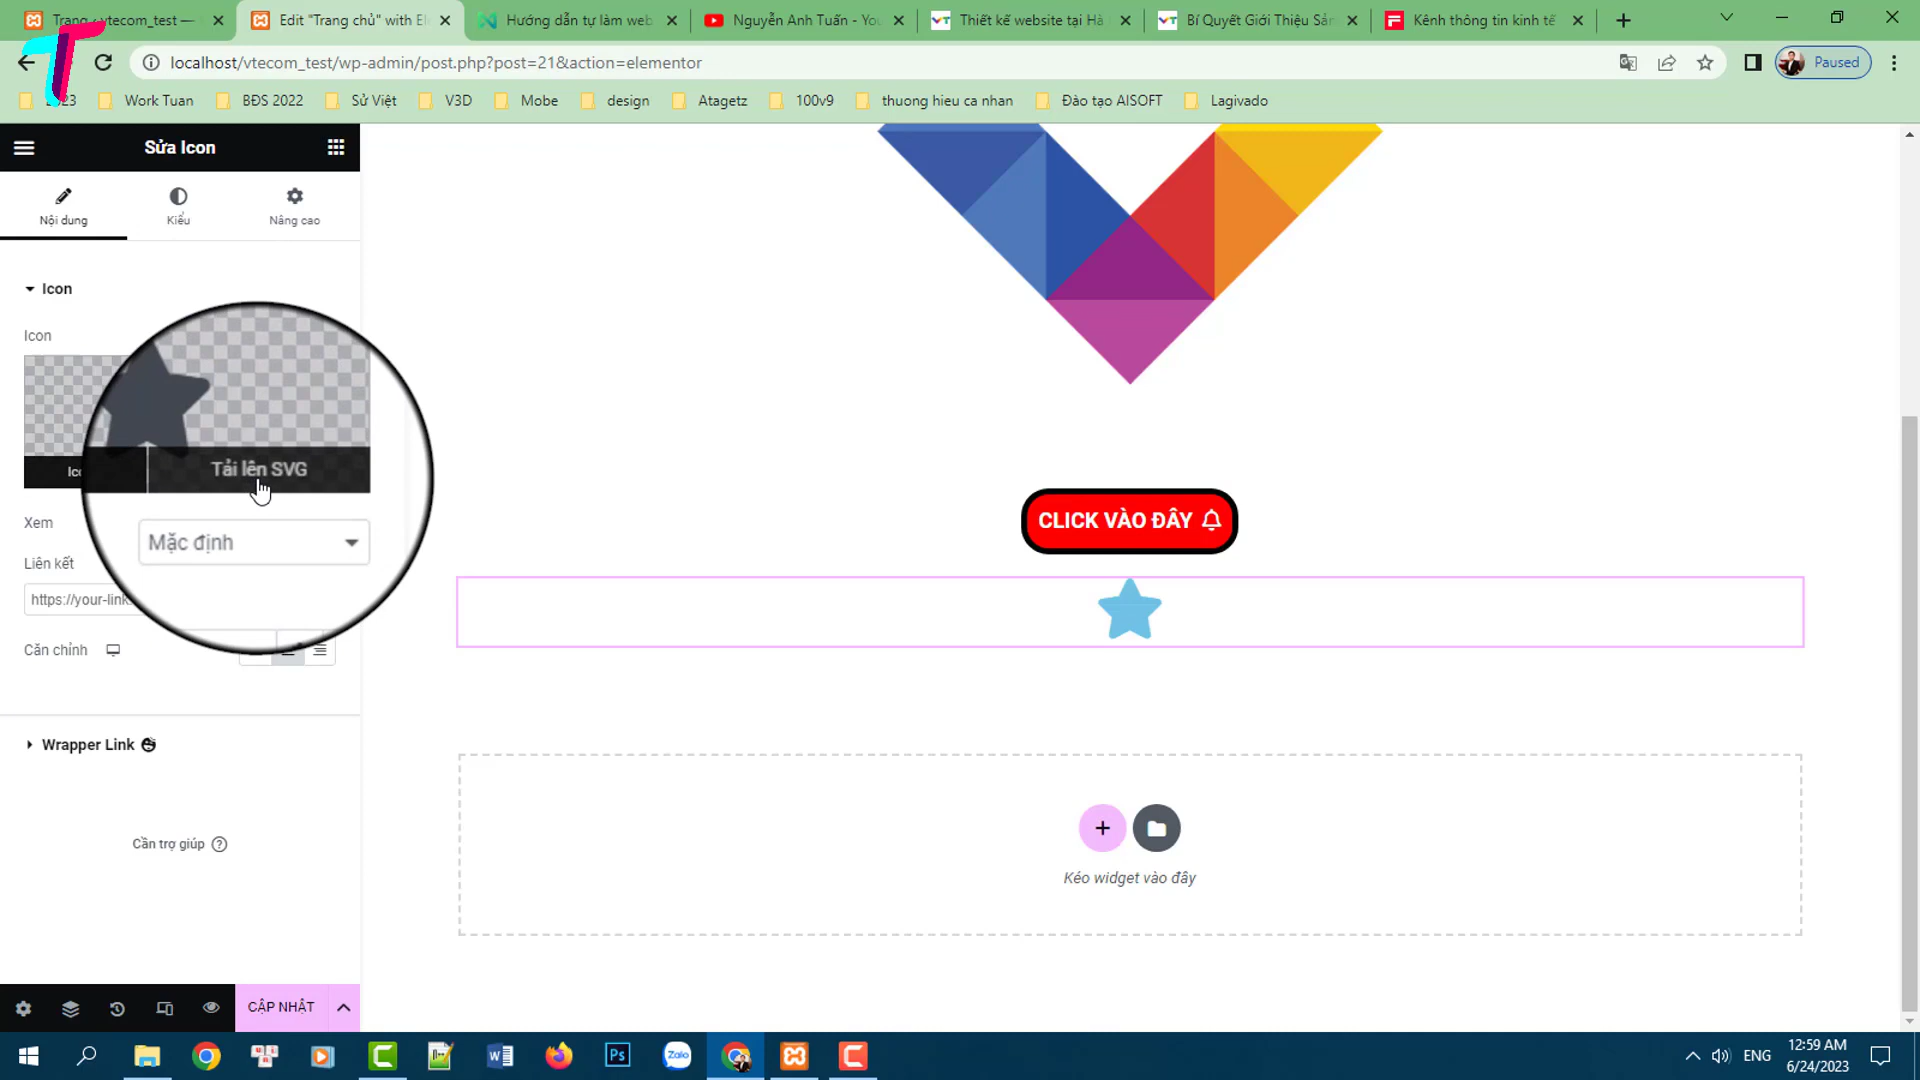 Trang ‹ vtecom_test —
Edit "Trang chủ" with El
Hướng dẫn tự làm web
Nguyễn Anh Tuấn - You
Thiết kế website tại Hà
Bí Quyết Giới Thiệu Sản
Kênh thông tin kinh tế
localhost/vtecom_test/wp-admin/post.php?post=21&action=elementor
Paused
Work Tuan
BĐS 2022
Sử Việt
V3D
Mobe
design
Atagetz
100v9
thuong hieu ca nhan
Đào tạo AISOFT
Lagivado
Sửa Icon
Nội dung
Kiểu
Nâng cao
Icon
Icon
Tải lên SVG
Xem
Mặc định
Liên kết
https://your-link
Căn chỉnh
Wrapper Link
Cần trợ giúp
CẬP NHẬT
CLICK VÀO ĐÂY
Kéo widget vào đây
Ps
Zalo
ENG
12:59 AM
6/24/2023